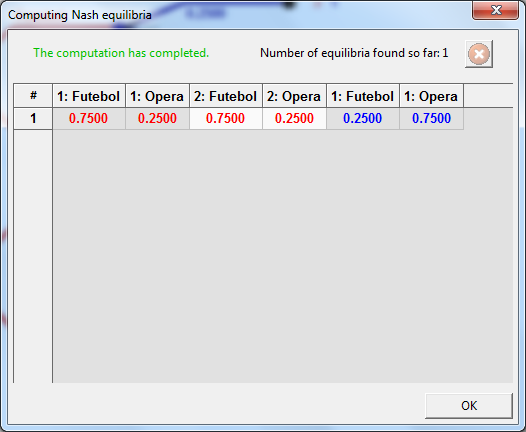 Computing Nash equilibria
The computation has completed. Number of equilibria found so far: 1
# 1: Futebol 1: Opera 2: Futebol 2: Opera 1: Futebol 1: Opera
1 0.7500 0.2500 0.7500 0.2500 0.2500 0.7500
OK